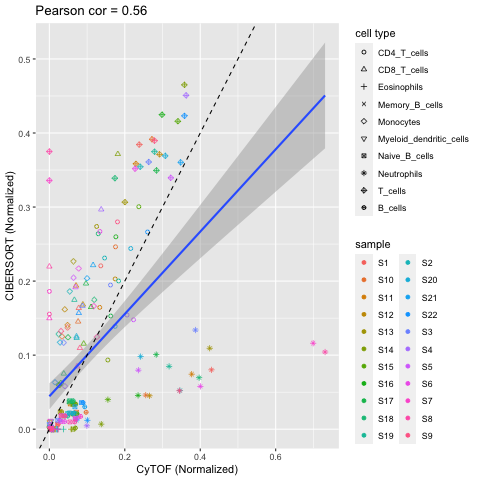 Pearson cor = 0.56
CIBERSORT (Normalized)
0.5
0.4
0.3
0.2
0.1
0.0
0.0 0.2 0.4 0.6
CyTOF (Normalized)
cell type
CD4_T_cells
CD8_T_cells
Eosinophils
Memory_B_cells
Monocytes
Myeloid_dendritic_cells
Naive_B_cells
Neutrophils
T_cells
B_cells
sample
S1 S2
S10 S20
S11 S21
S12 S22
S13 S3
S14 S4
S15 S5
S16 S6
S17 S7
S18 S8
S19 S9